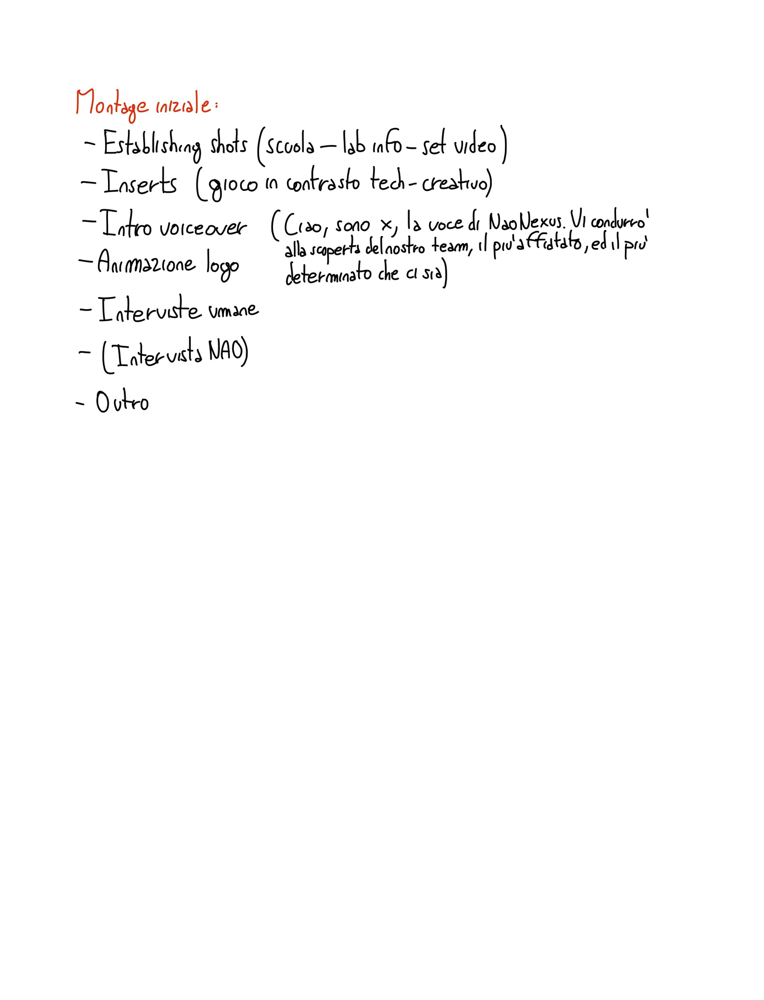 Montage iniziale:
- Establishing shots (scuola - lab info - set video)
- Inserts (gioco in contrasto tech-creativo)
- Intro voiceover (Ciao, sono x, la voce di NaoNexus. Vi condurro'
alla scoperta del nostro team, il piu' affiatato, ed il piu'
determinato che ci sia)
- Animazione logo
- Interviste umane
- (Intervista NAO)
- Outro